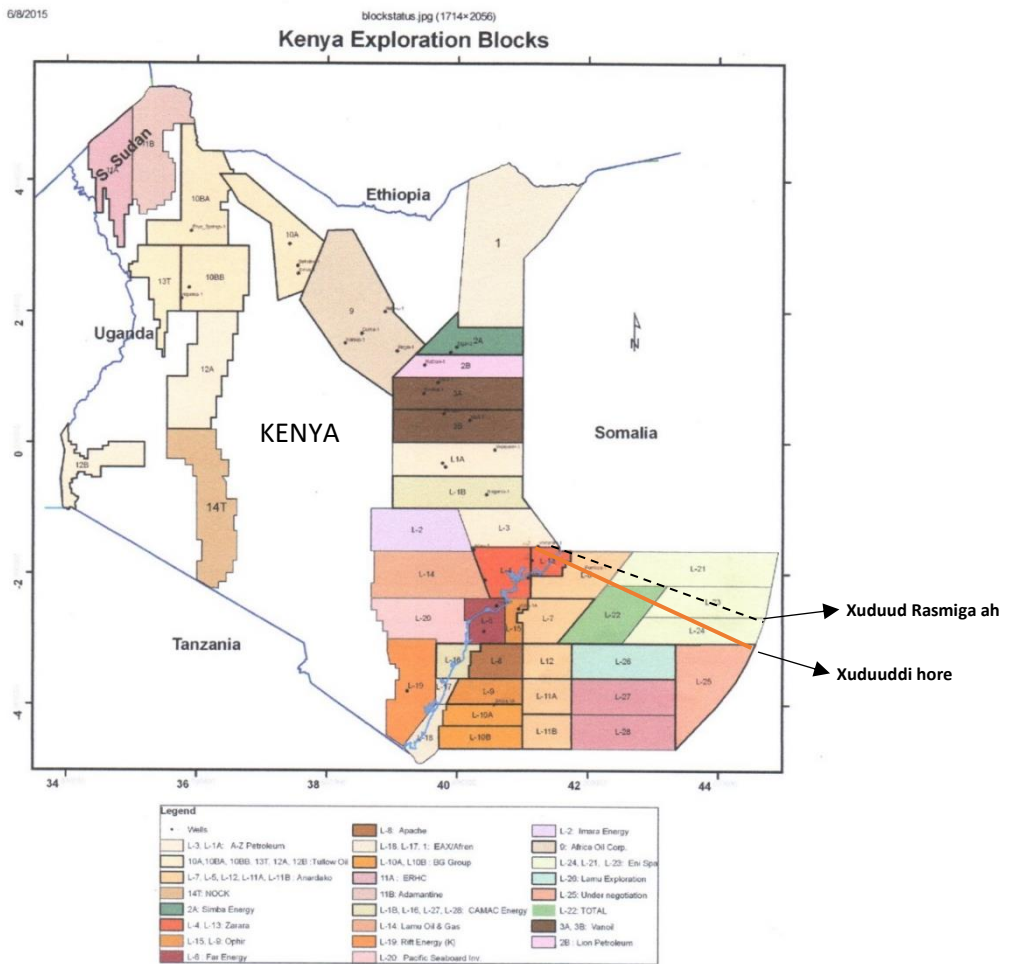 6/8/2015
blockstatus.jpg (1714×2056)
Kenya Exploration Blocks
S. Sudan
11B
Ethiopia
10BA
10A
1
13T
10BB
9
Uganda
2A
2B
12A
3A
KENYA
3B
Somalia
12B
L1A
L-1B
14T
L-2
L-3
L-4
L-14
L-21
L-23
L-20
L-15
L-7
L-22
L-24
Xuduud Rasmiga ah
Tanzania
L-16
L-8
L12
L-26
Xuduuddi hore
L-19
L-17
L-9
L-11A
L-27
L-25
L-10A
L-18
L-10B
L-11B
L-28
4
2
0
-2
-4
34
36
38
40
42
44
N
Legend
Wells
L-3, L-1A: A-Z Petroleum
10A,10BA, 10BB, 13T, 12A, 12B :Tullow Oil
L-7, L-5, L-12, L-11A, L-11B : Anardako
14T: NOCK
2A: Simba Energy
L-4, L-13: Zarara
L-15, L-9: Ophir
L-6 Far Energy
L-8: Apache
L-18, L-17, 1: EAX/Afren
L-10A, L10B : BG Group
11A : ERHC
11B: Adamantine
L-1B, L-16, L-27, L-28: CAMAC Energy
L-14: Lamu Oil & Gas
L-19: Rift Energy (K)
L-20 Pacific Seaboard Inv.
L-2: Imara Energy
9: Africa Oil Corp.
L-24, L-21, L-23: Eni Spa
L-26: Lamu Exploration
L-25: Under negotiation
L-22: TOTAL
3A, 3B: Vanoil
2B : Lion Petroleum